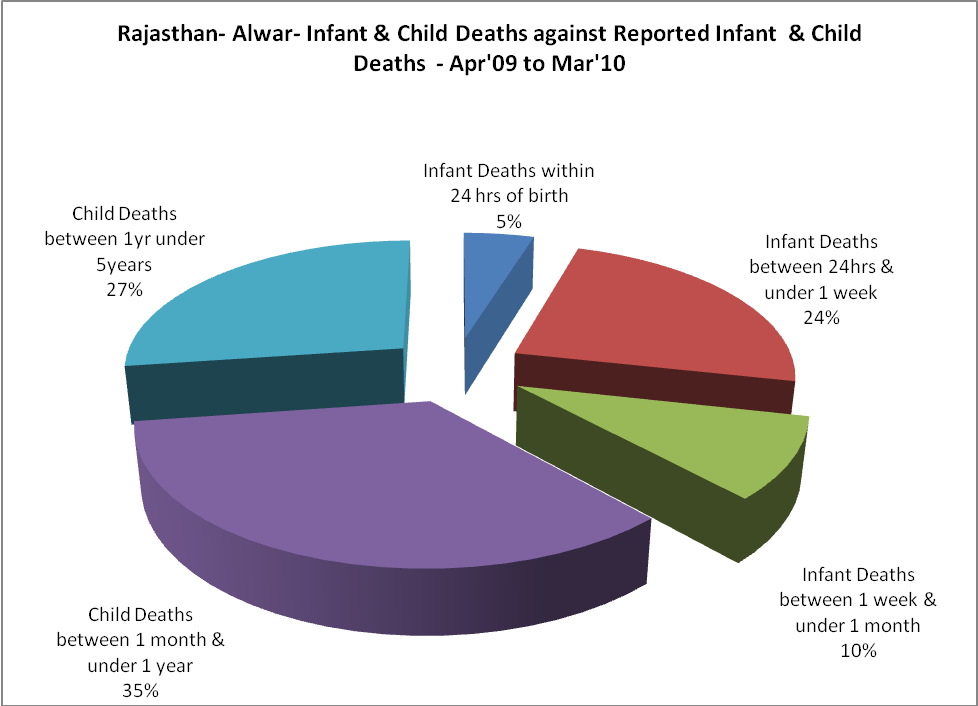 Rajasthan- Alwar- Infant & Child Deaths against Reported Infant & Child
Deaths - Apr'09 to Mar'10
Infant Deaths within
24 hrs of birth
5%
Infant Deaths
between 24hrs &
under 1 week
24%
Infant Deaths
between 1 week &
under 1 month
10%
Child Deaths
between 1 month &
under 1 year
35%
Child Deaths
between 1yr under
5years
27%